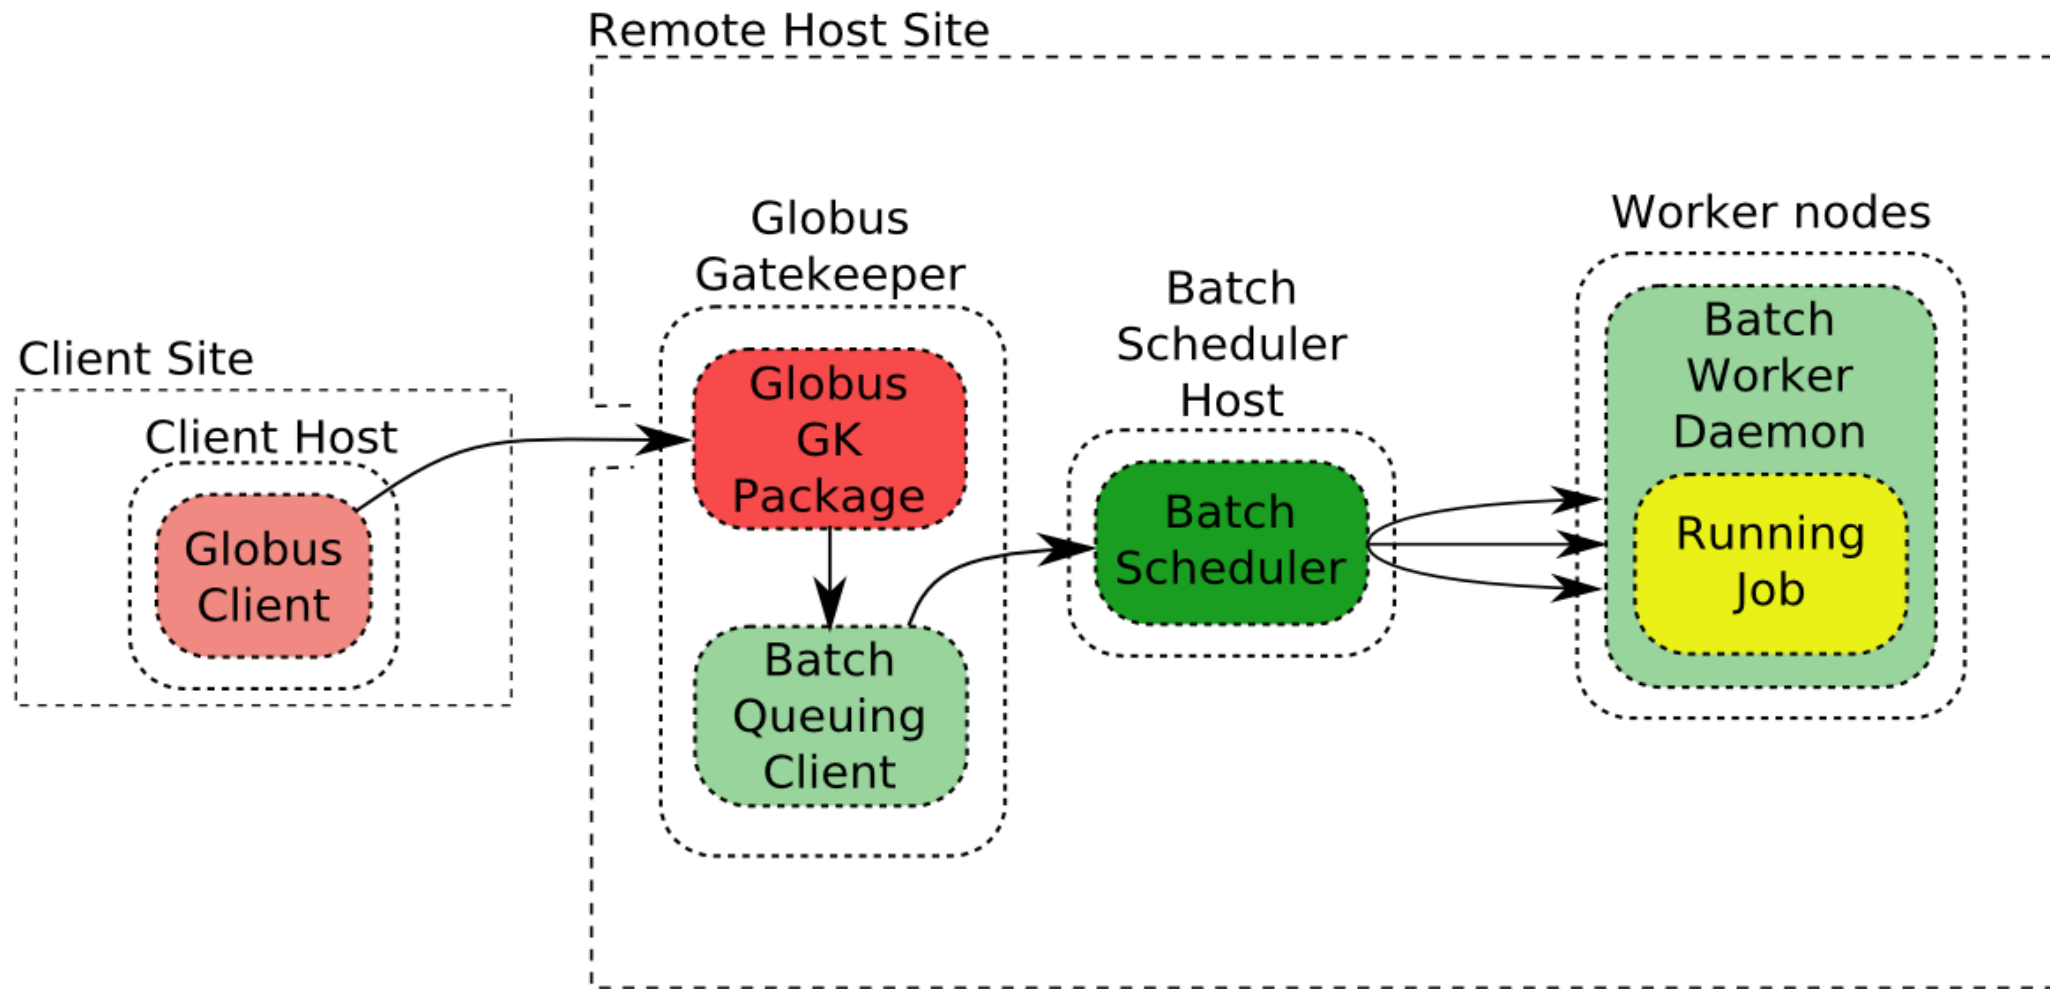 Remote Host Site
Client Site
Client Host
Globus
Client
Globus
Gatekeeper
Globus
GK
Package
Batch
Queuing
Client
Batch
Scheduler
Host
Batch
Scheduler
Worker nodes
Batch
Worker
Daemon
Running
Job